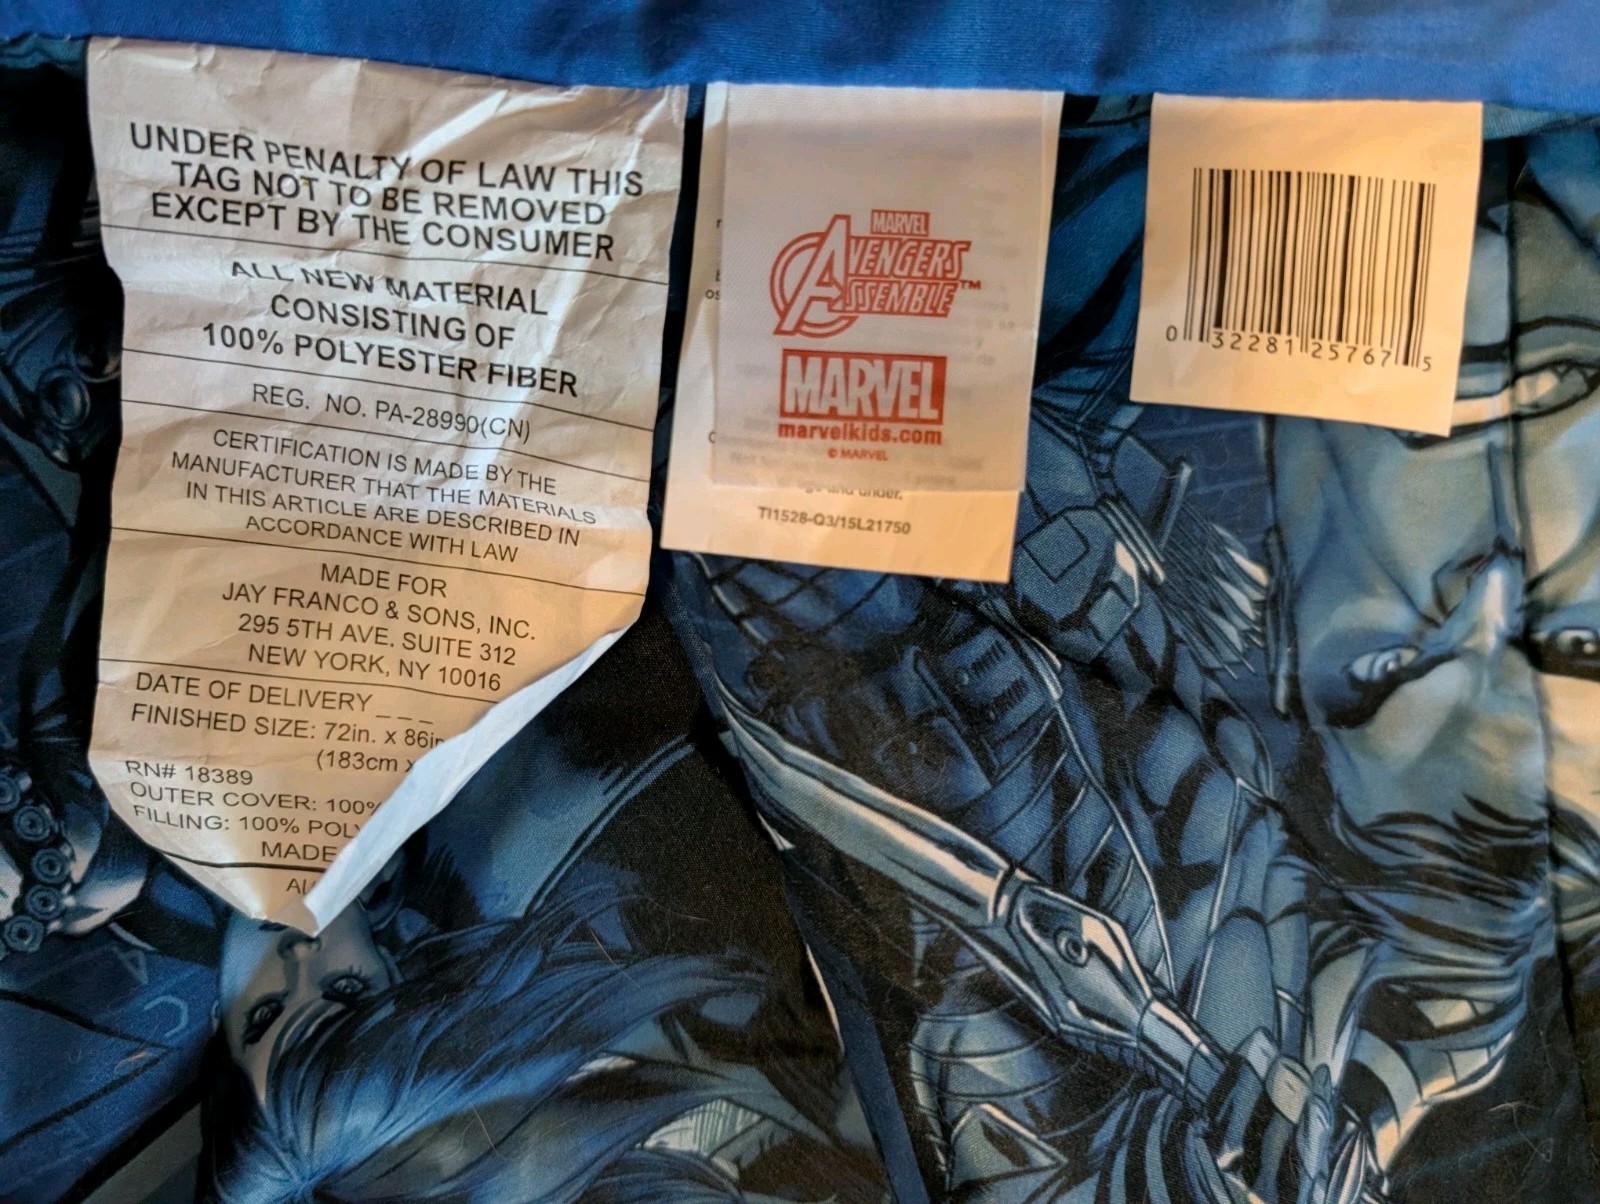 UNDER PENALTY OF LAW THIS
TAG NOT TO BE REMOVED
EXCEPT BY THE CONSUMER
ALL NEW MATERIAL
CONSISTING OF
100% POLYESTER FIBER
REG. NO. PA-28990(CN)
CERTIFICATION IS MADE BY THE
MANUFACTURER THAT THE MATERIALS
IN THIS ARTICLE ARE DESCRIBED IN
ACCORDANCE WITH LAW
MADE FOR
JAY FRANCO & SONS, INC.
295 5TH AVE. SUITE 312
NEW YORK, NY 10016
DATE OF DELIVERY _ _ _
FINISHED SIZE: 72in. x 86in
(183cm x
RN# 18389
OUTER COVER: 100%
FILLING: 100% POLY
MADE
MARVEL
AVENGERS
ASSEMBLE™
MARVEL
marvelkids.com
© MARVEL
and under.
TI1528-Q3/15L21750
0 32281 25767 5